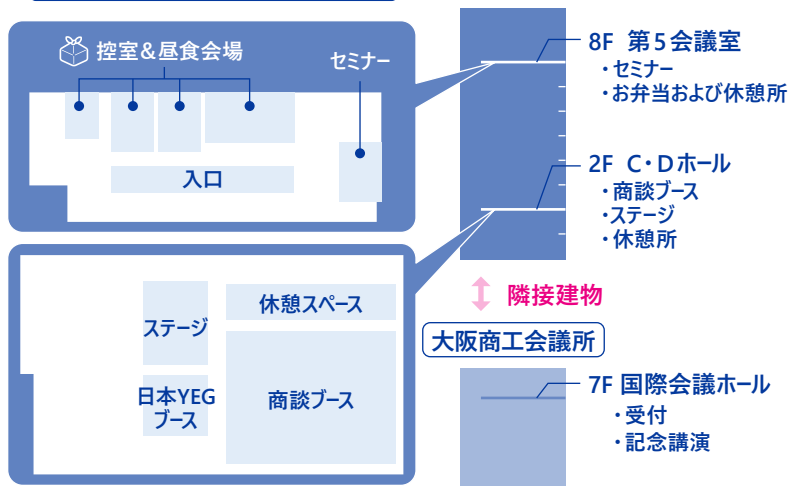 控室＆昼食会場
セミナー
入口
8F 第5会議室
・セミナー
・お弁当および休憩所
2F C・Dホール
・商談ブース
・ステージ
・休憩所
ステージ
休憩スペース
日本YEG
ブース
商談ブース
隣接建物
大阪商工会議所
7F 国際会議ホール
・受付
・記念講演